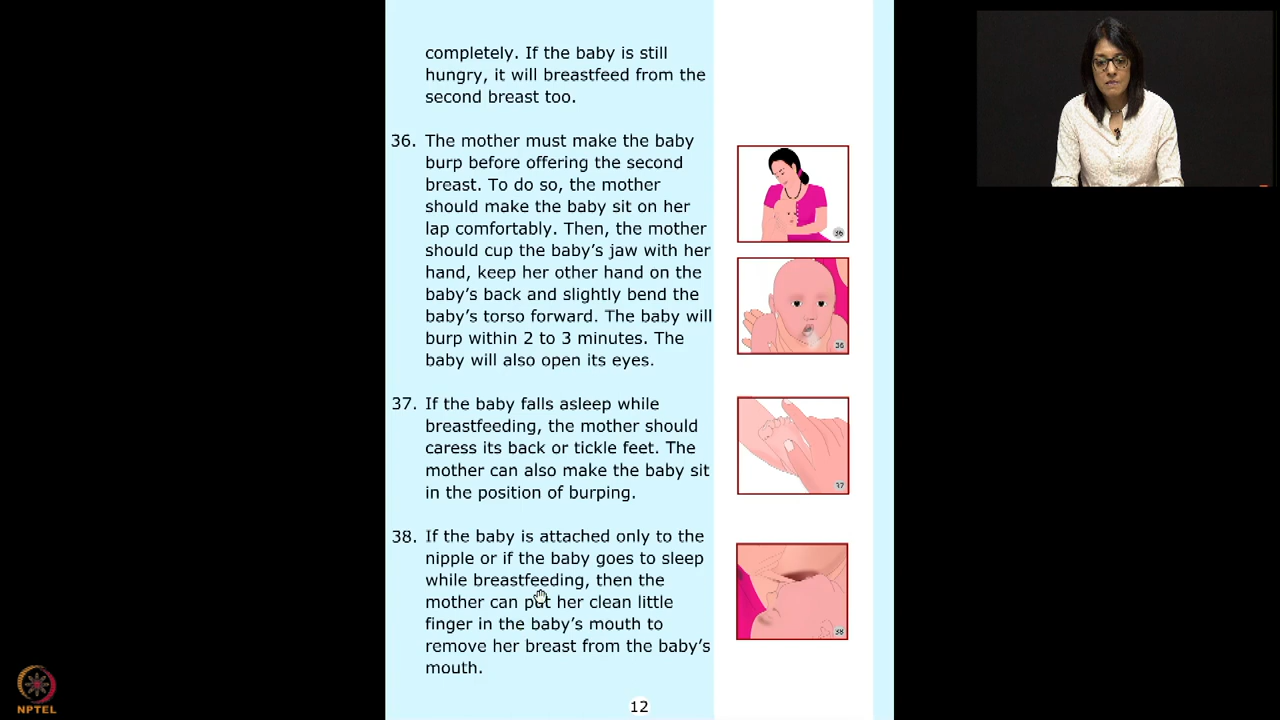 completely. If the baby is still
hungry, it will breastfeed from the
second breast too.
36. The mother must make the baby
burp before offering the second
breast. To do so, the mother
should make the baby sit on her
lap comfortably. Then, the mother
should cup the baby's jaw with her
hand, keep her other hand on the
baby's back and slightly bend the
baby's torso forward. The baby will
burp within 2 to 3 minutes. The
baby will also open its eyes.
36
36
37. If the baby falls asleep while
breastfeeding, the mother should
caress its back or tickle feet. The
mother can also make the baby sit
in the position of burping.
37
38. If the baby is attached only to the
nipple or if the baby goes to sleep
while breastfeeding, then the
mother can put her clean little
finger in the baby's mouth to
remove her breast from the baby's
mouth.
38
12
NPTEL